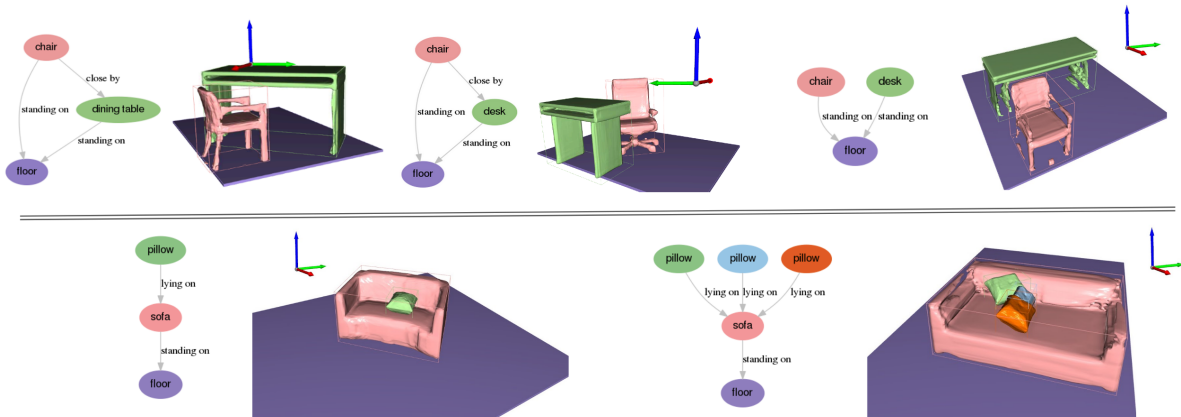 chair
close by
standing on
dining table
standing on
floor
chair
close by
standing on
desk
standing on
floor
chair
desk
standing on
standing on
floor
pillow
lying on
sofa
standing on
floor
pillow
pillow
pillow
lying on
lying on
lying on
sofa
standing on
floor